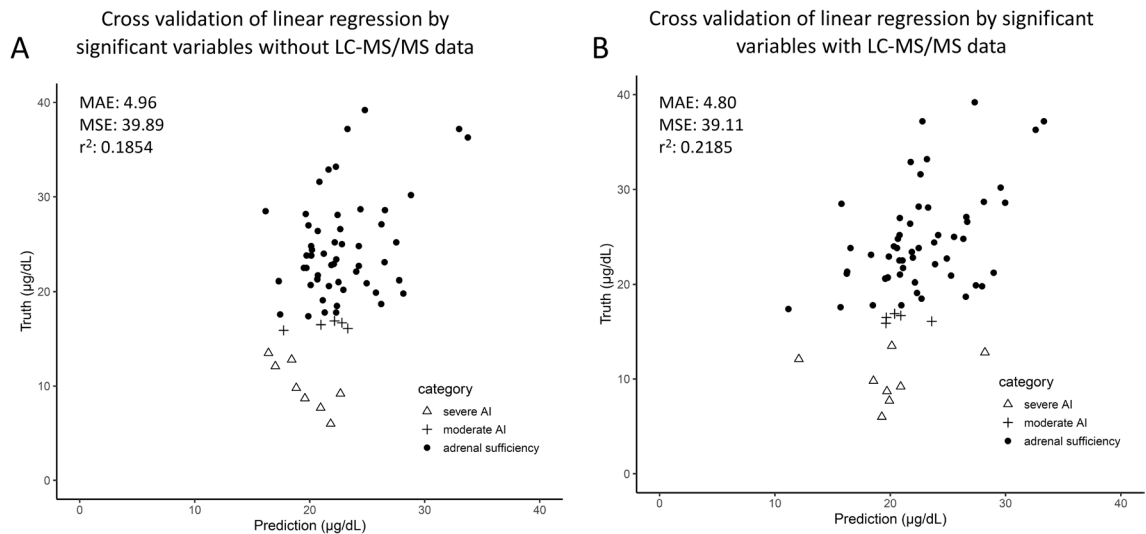 Cross validation of linear regression by
significant variables without LC-MS/MS data
A
MAE: 4.96
MSE: 39.89
r²: 0.1854
40
30
20
10
0
Truth (µg/dL)
category
severe AI
moderate AI
adrenal sufficiency
0 10 20 30 40
Prediction (µg/dL)
Cross validation of linear regression by significant
variables with LC-MS/MS data
B
MAE: 4.80
MSE: 39.11
r²: 0.2185
40
30
20
10
0
Truth (µg/dL)
category
severe AI
moderate AI
adrenal sufficiency
0 10 20 30 40
Prediction (µg/dL)